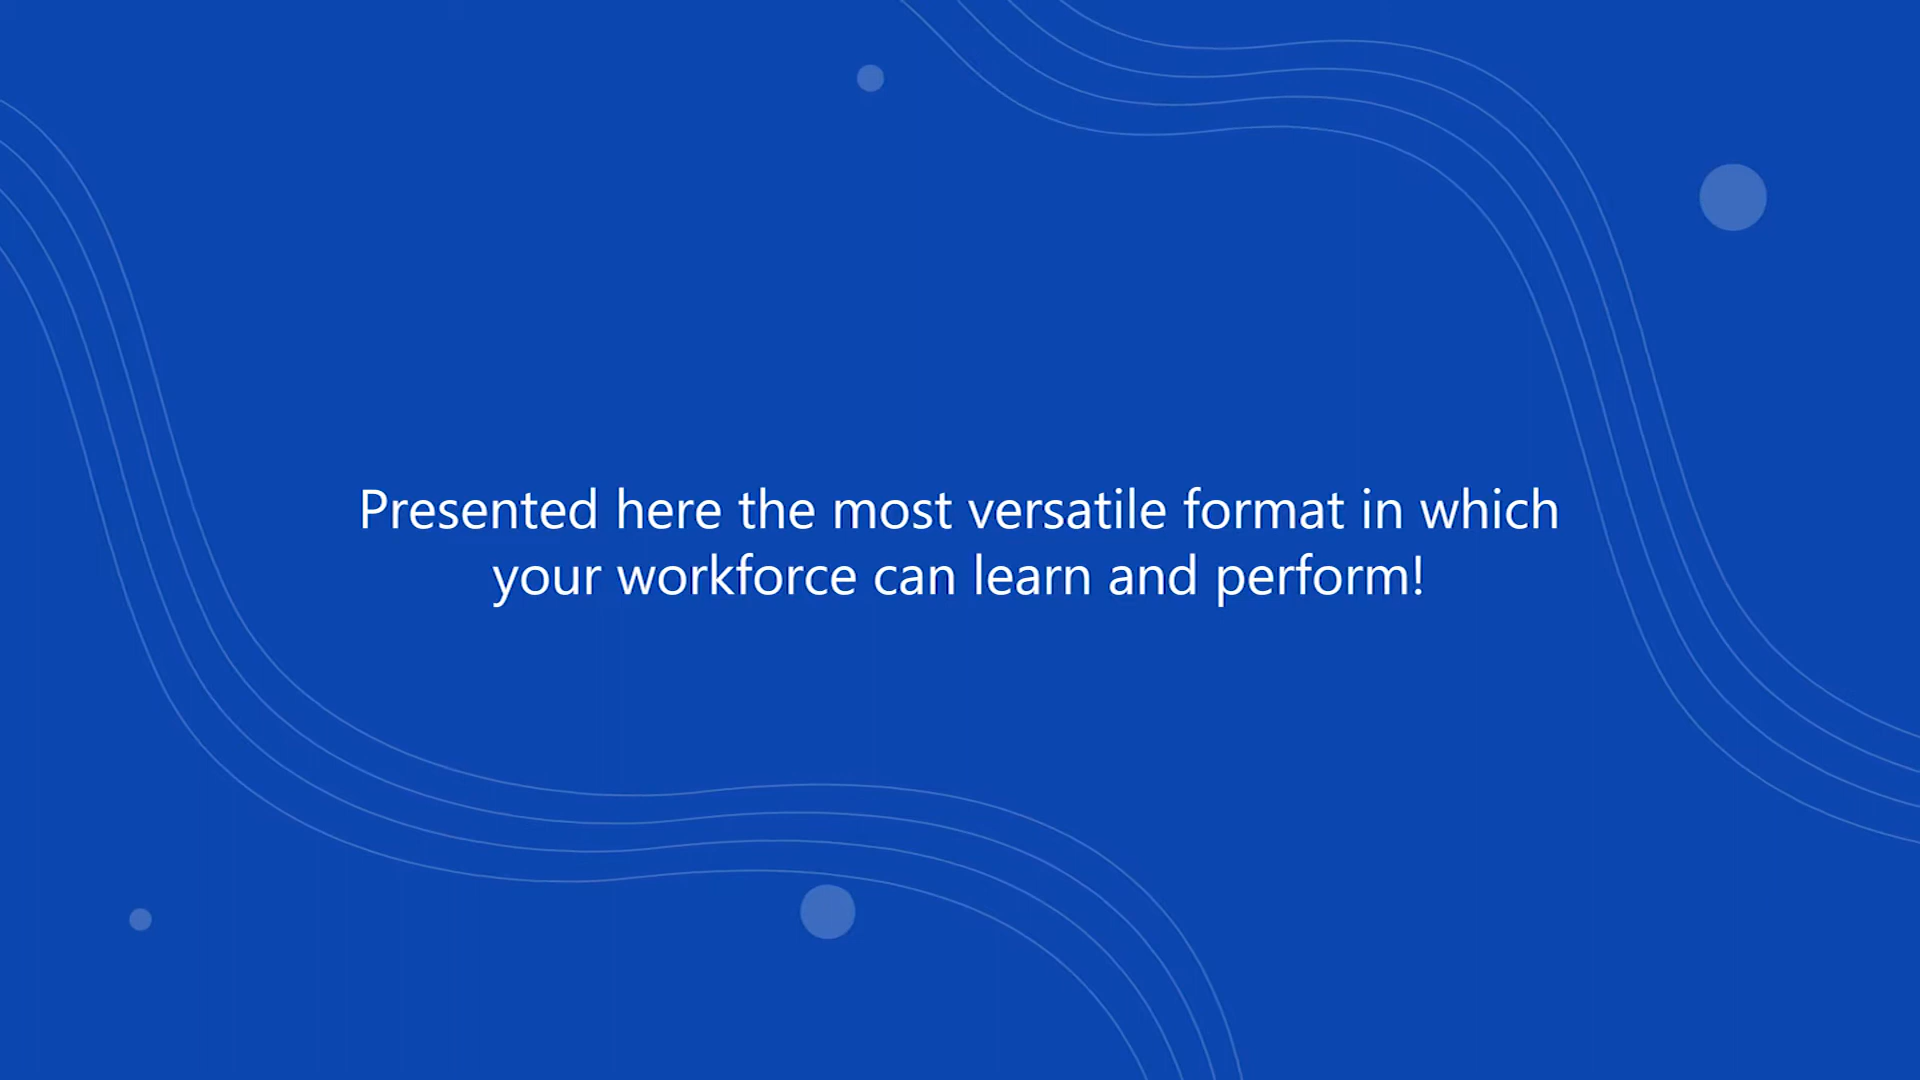 Presented here the most versatile format in which
your workforce can learn and perform!